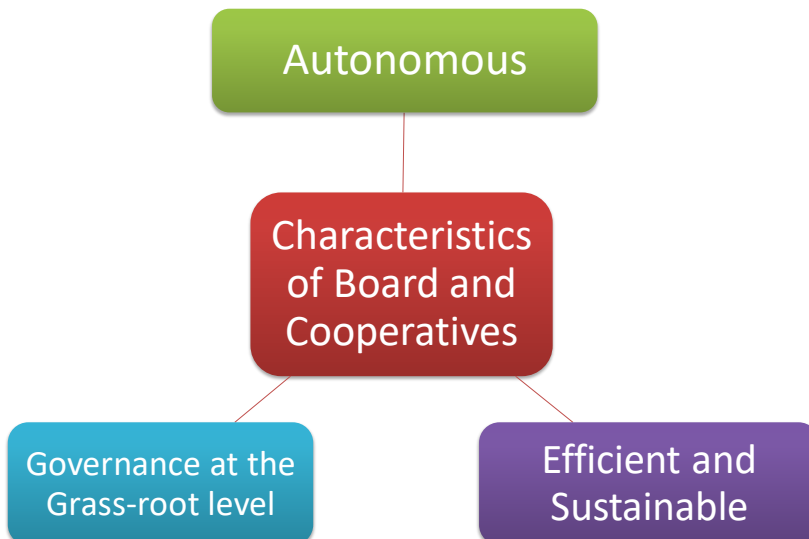 Autonomous
Characteristics
of Board and
Cooperatives
Governance at the
Grass-root level
Efficient and
Sustainable